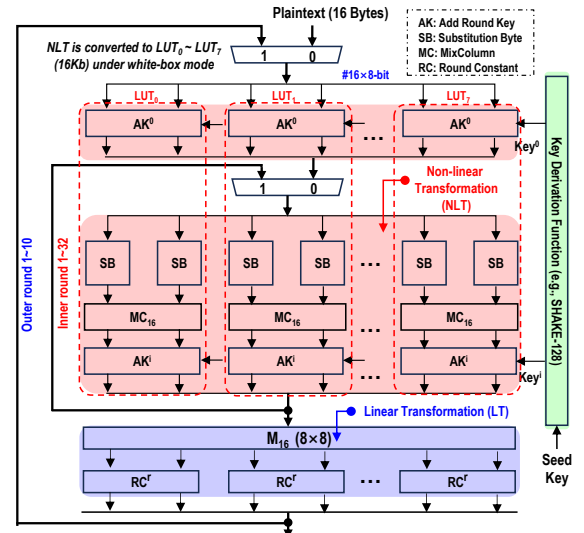 Plaintext (16 Bytes)
AK: Add Round Key
SB: Substitution Byte
MC: MixColumn
RC: Round Constant
NLT is converted to LUT₀ ~ LUT₇
(16Kb) under white-box mode
1 0
#16×8-bit
LUT₀ LUT₁ LUT₇
AK⁰ AK⁰ ... AK⁰
Key⁰
1 0
Non-linear
Transformation
(NLT)
SB SB SB SB ... SB SB
MC₁₆ MC₁₆ ... MC₁₆
AKⁱ AKⁱ ... AKⁱ
Keyⁱ
Outer round 1~10
Inner round 1~32
Key Derivation Function (e.g., SHAKE-128)
Linear Transformation (LT)
M₁₆ (8×8)
RCʳ RCʳ ... RCʳ
Seed
Key